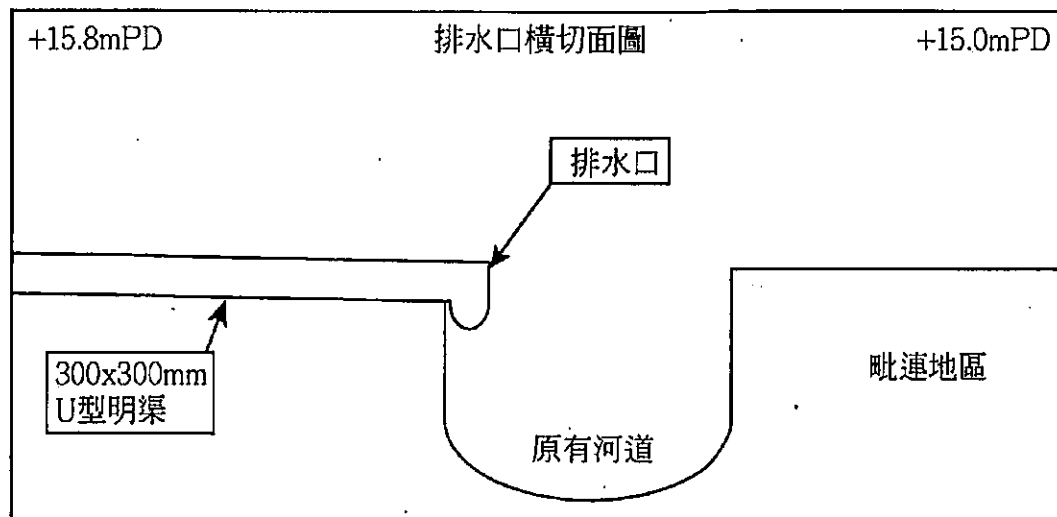 +15.8mPD
排水口橫切面圖
+15.0mPD
排水口
300x300mm
U型明渠
毗連地區
原有河道